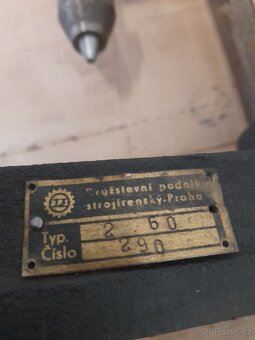 Družstevní podnik
strojírenský-Praha
Typ. 2 60
Číslo 290